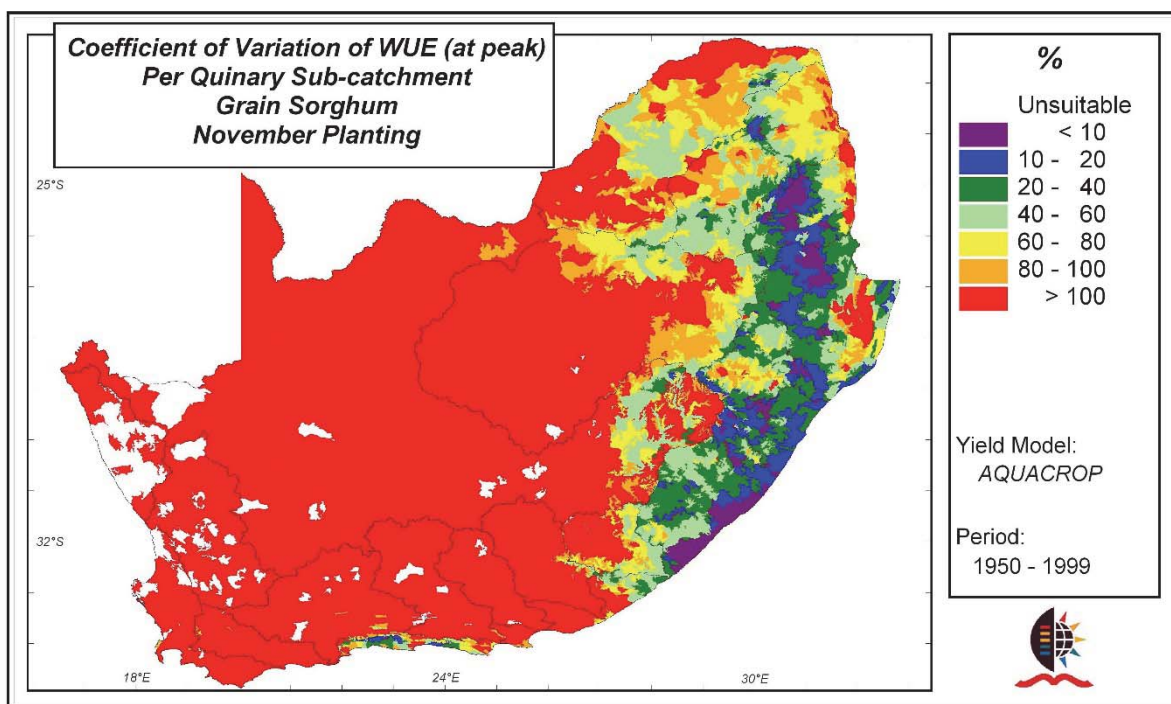 Coefficient of Variation of WUE (at peak)
Per Quinary Sub-catchment
Grain Sorghum
November Planting
%
Unsuitable
< 10
10 - 20
20 - 40
40 - 60
60 - 80
80 - 100
> 100
25°S
Yield Model:
AQUACROP
32°S
Period:
1950 - 1999
18°E
24°E
30°E